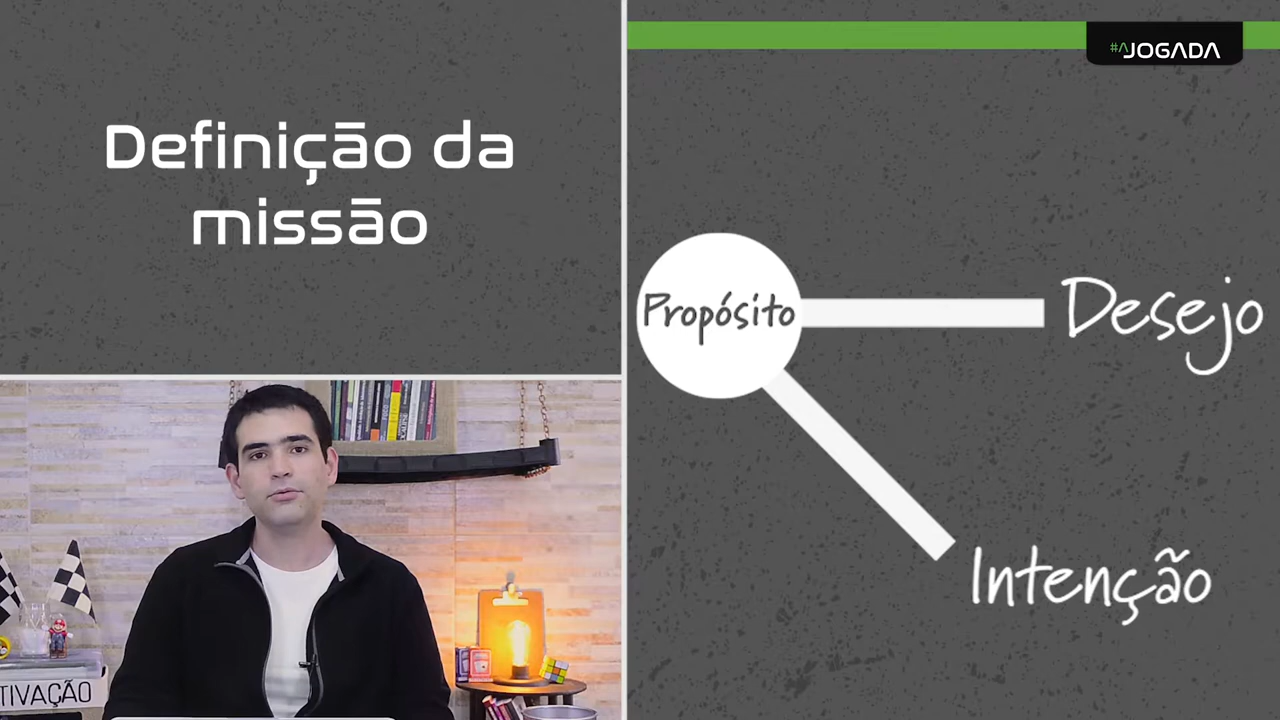 Definição da
missão
#AJOGADA
Propósito
Desejo
Intenção
TIVAÇÃO